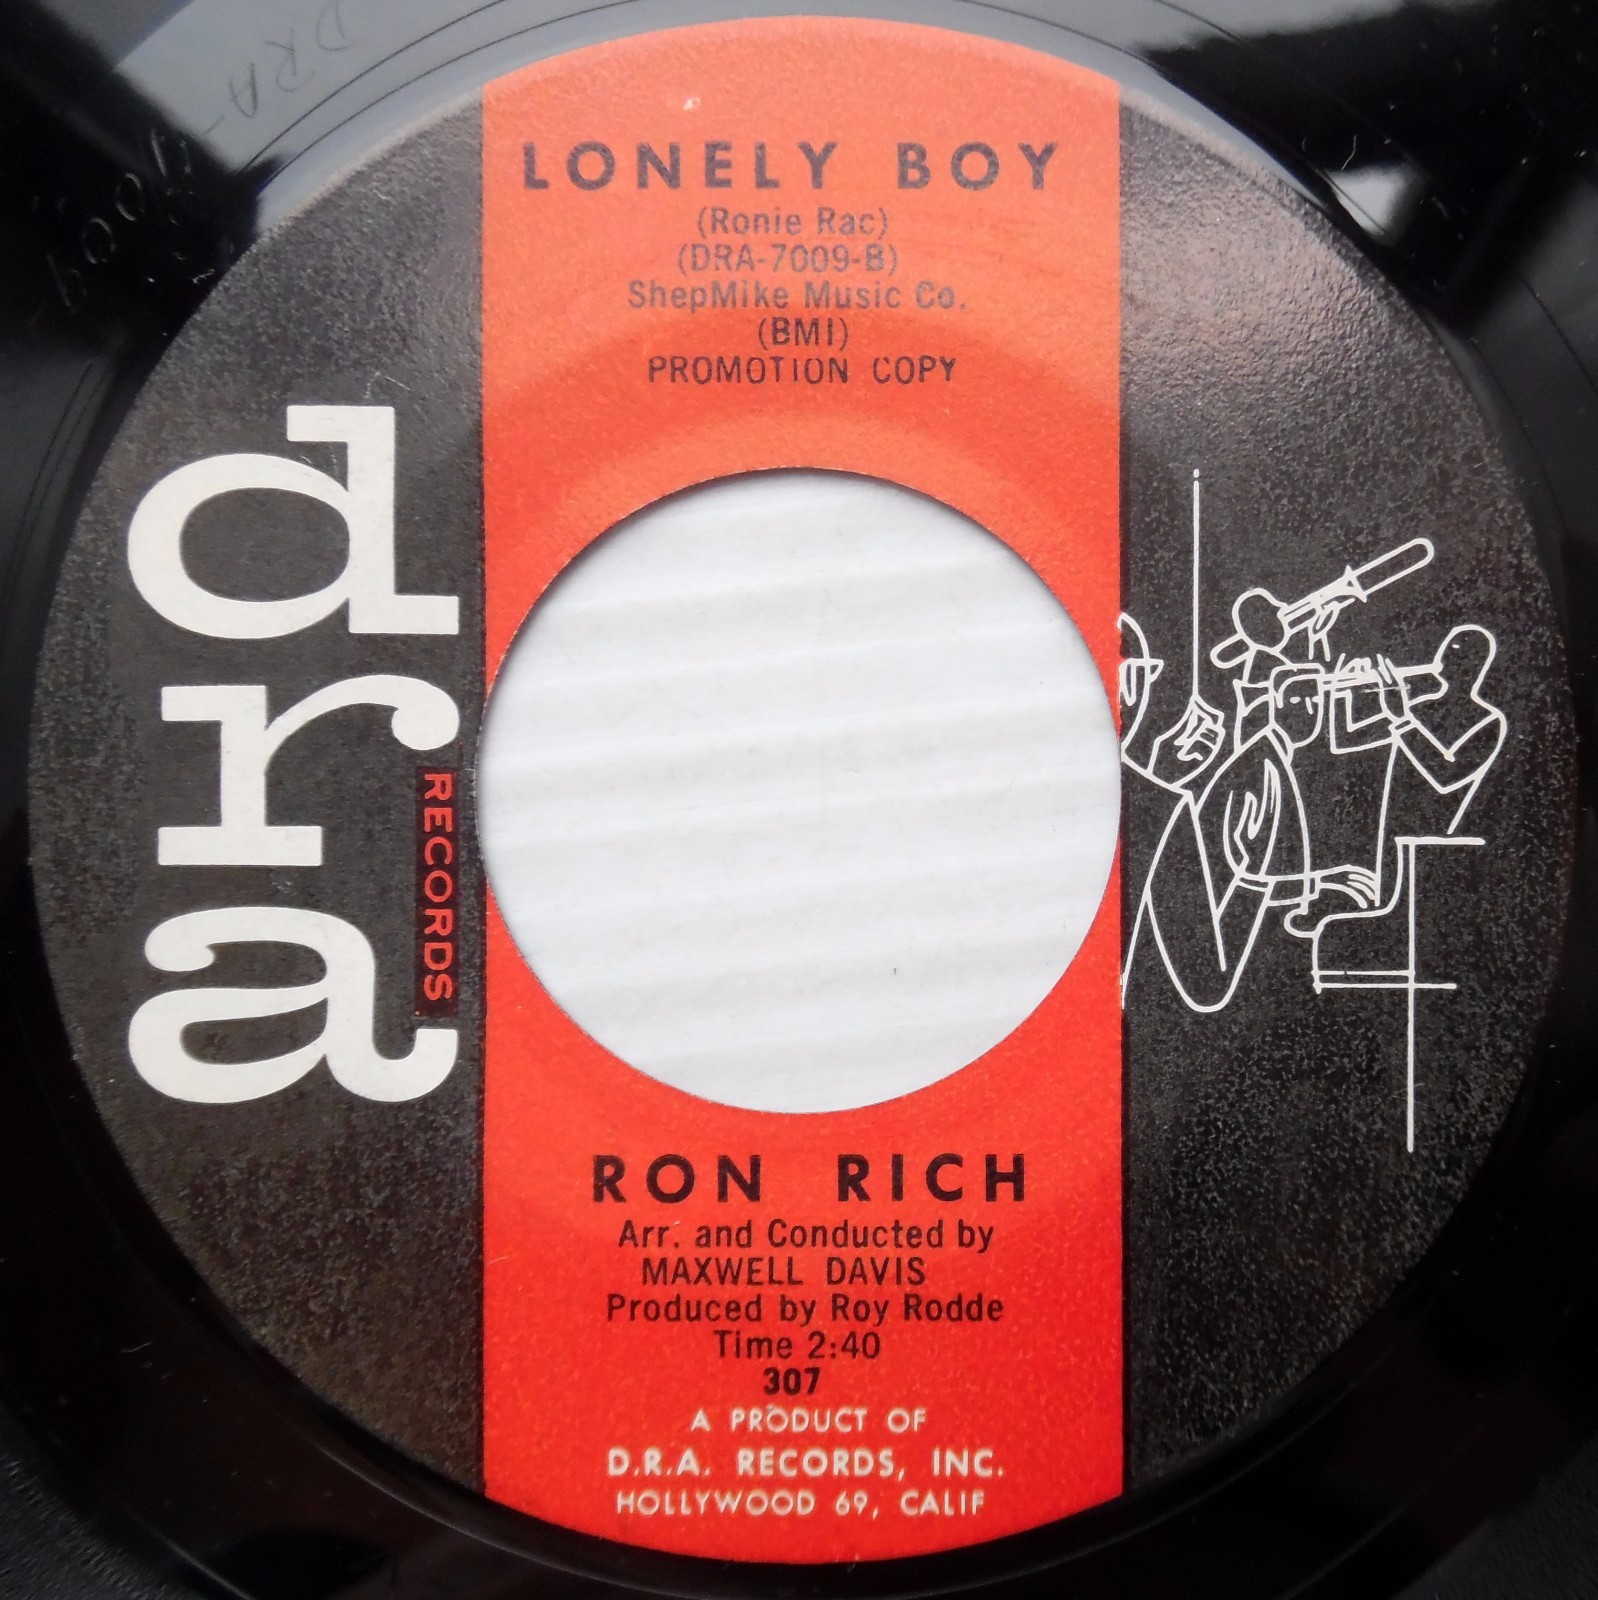 LONELY BOY
(Ronie Rac)
(DRA-7009-B)
ShepMike Music Co.
(BMI)
PROMOTION COPY
dra
RECORDS
RON RICH
Arr. and Conducted by
MAXWELL DAVIS
Produced by Roy Rodde
Time 2:40
307
A PRODUCT OF
D.R.A. RECORDS, INC.
HOLLYWOOD 69, CALIF
DRA-